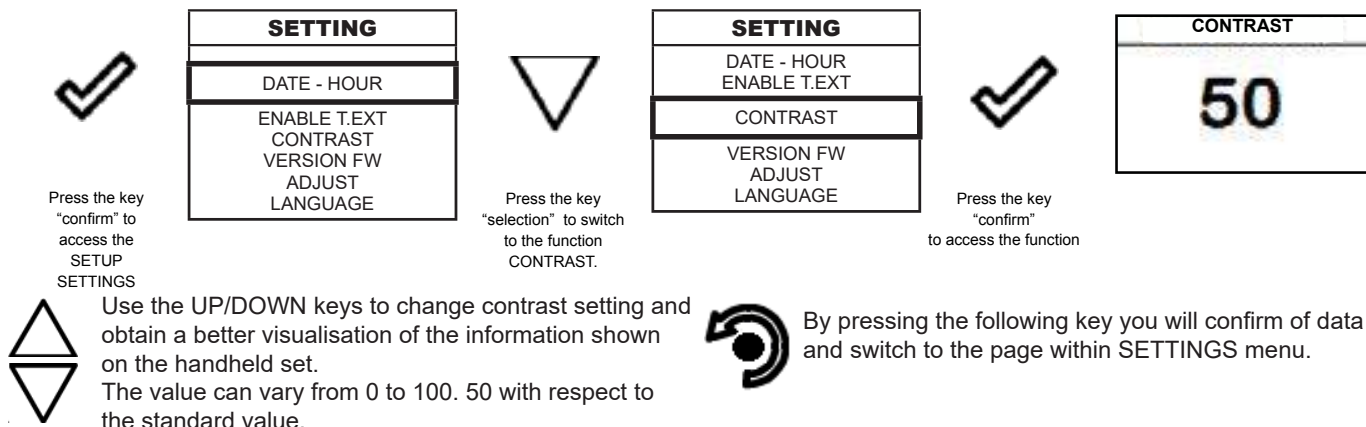 SETTING
DATE - HOUR
ENABLE T.EXT
CONTRAST
VERSION FW
ADJUST
LANGUAGE
Press the key
“confirm” to
access the
SETUP
SETTINGS
Press the key
“selection” to switch
to the function
CONTRAST.
SETTING
DATE - HOUR
ENABLE T.EXT
CONTRAST
VERSION FW
ADJUST
LANGUAGE
Press the key
“confirm”
to access the function
CONTRAST
50
Use the UP/DOWN keys to change contrast setting and
obtain a better visualisation of the information shown
on the handheld set.
The value can vary from 0 to 100. 50 with respect to
the standard value.
By pressing the following key you will confirm of data
and switch to the page within SETTINGS menu.